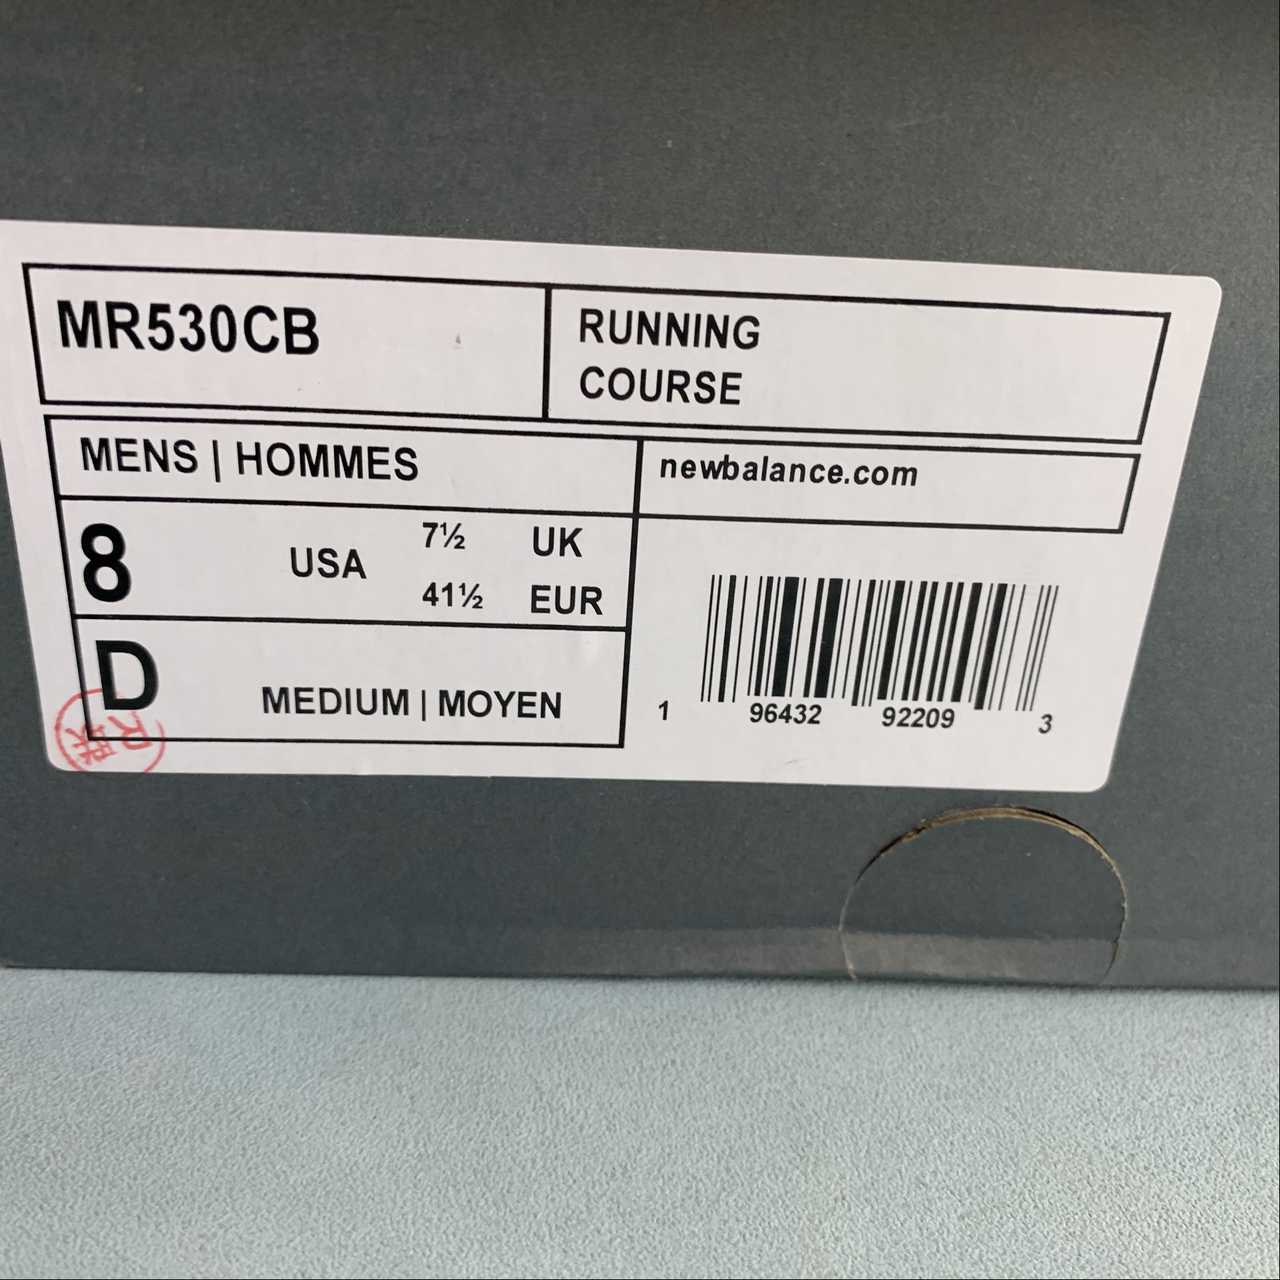 MR530CB
RUNNING
COURSE
MENS | HOMMES
newbalance.com
8 USA 7½ UK
41½ EUR
D MEDIUM | MOYEN
1 96432 92209 3
R